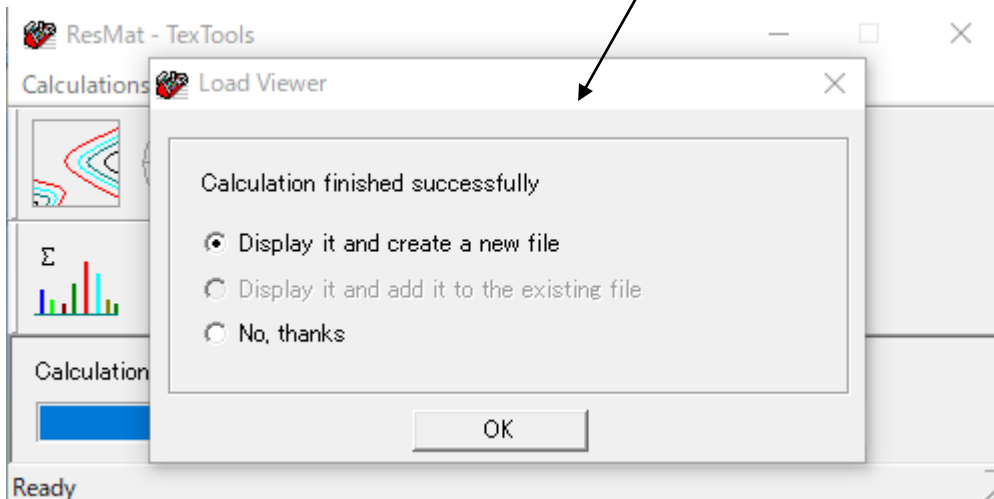 ResMat - TexTools
Calculations
Load Viewer
Calculation finished successfully
Display it and create a new file
Display it and add it to the existing file
No, thanks
Σ
Calculation
OK
Ready